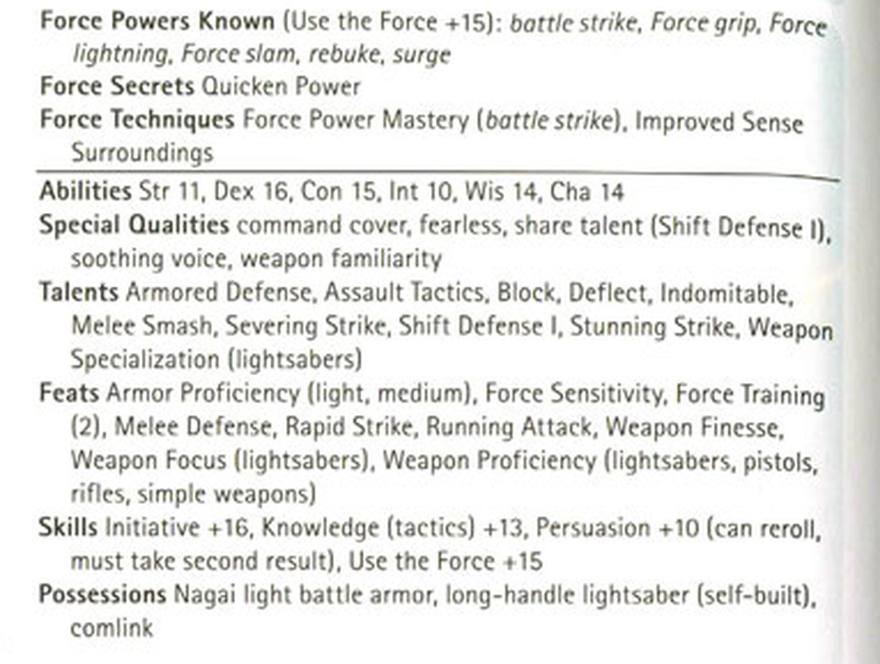 Force Powers Known (Use the Force +15): battle strike, Force grip, Force
lightning, Force slam, rebuke, surge
Force Secrets Quicken Power
Force Techniques Force Power Mastery (battle strike), Improved Sense
Surroundings
Abilities Str 11, Dex 16, Con 15, Int 10, Wis 14, Cha 14
Special Qualities command cover, fearless, share talent (Shift Defense I),
soothing voice, weapon familiarity
Talents Armored Defense, Assault Tactics, Block, Deflect, Indomitable,
Melee Smash, Severing Strike, Shift Defense I, Stunning Strike, Weapon
Specialization (lightsabers)
Feats Armor Proficiency (light, medium), Force Sensitivity, Force Training
(2), Melee Defense, Rapid Strike, Running Attack, Weapon Finesse,
Weapon Focus (lightsabers), Weapon Proficiency (lightsabers, pistols,
rifles, simple weapons)
Skills Initiative +16, Knowledge (tactics) +13, Persuasion +10 (can reroll,
must take second result), Use the Force +15
Possessions Nagai light battle armor, long-handle lightsaber (self-built),
comlink